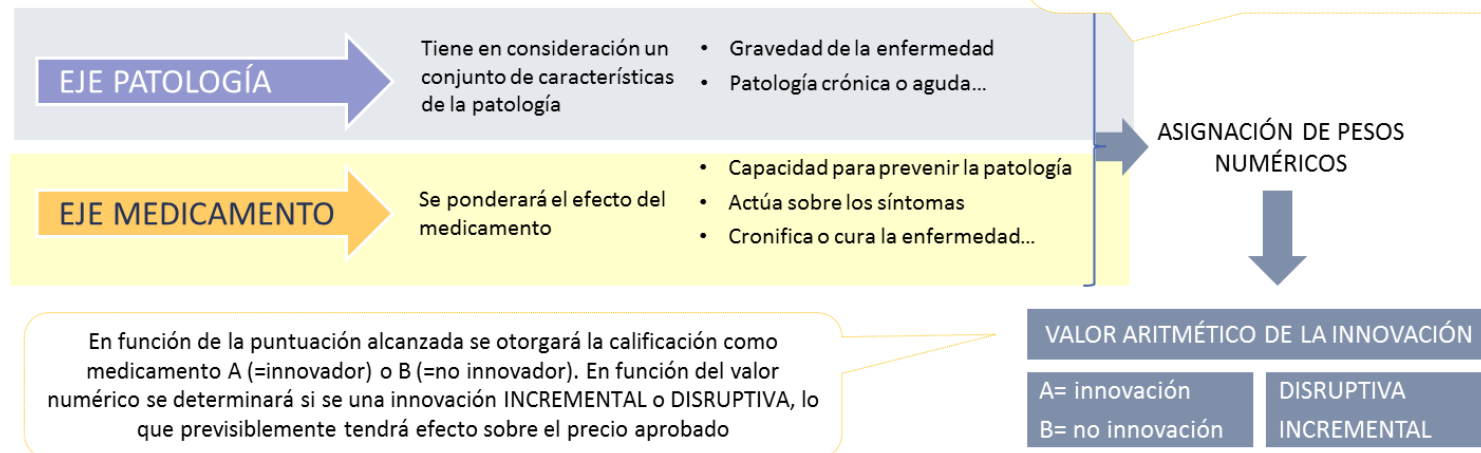 EJE PATOLOGÍA
Tiene en consideración un
conjunto de características
de la patología
• Gravedad de la enfermedad
• Patología crónica o aguda...
EJE MEDICAMENTO
Se ponderará el efecto del
medicamento
• Capacidad para prevenir la patología
• Actúa sobre los síntomas
• Cronifica o cura la enfermedad...
ASIGNACIÓN DE PESOS
NUMÉRICOS
En función de la puntuación alcanzada se otorgará la calificación como
medicamento A (=innovador) o B (=no innovador). En función del valor
numérico se determinará si se una innovación INCREMENTAL o DISRUPTIVA, lo
que previsiblemente tendrá efecto sobre el precio aprobado
VALOR ARITMÉTICO DE LA INNOVACIÓN
A= innovación
B= no innovación
DISRUPTIVA
INCREMENTAL